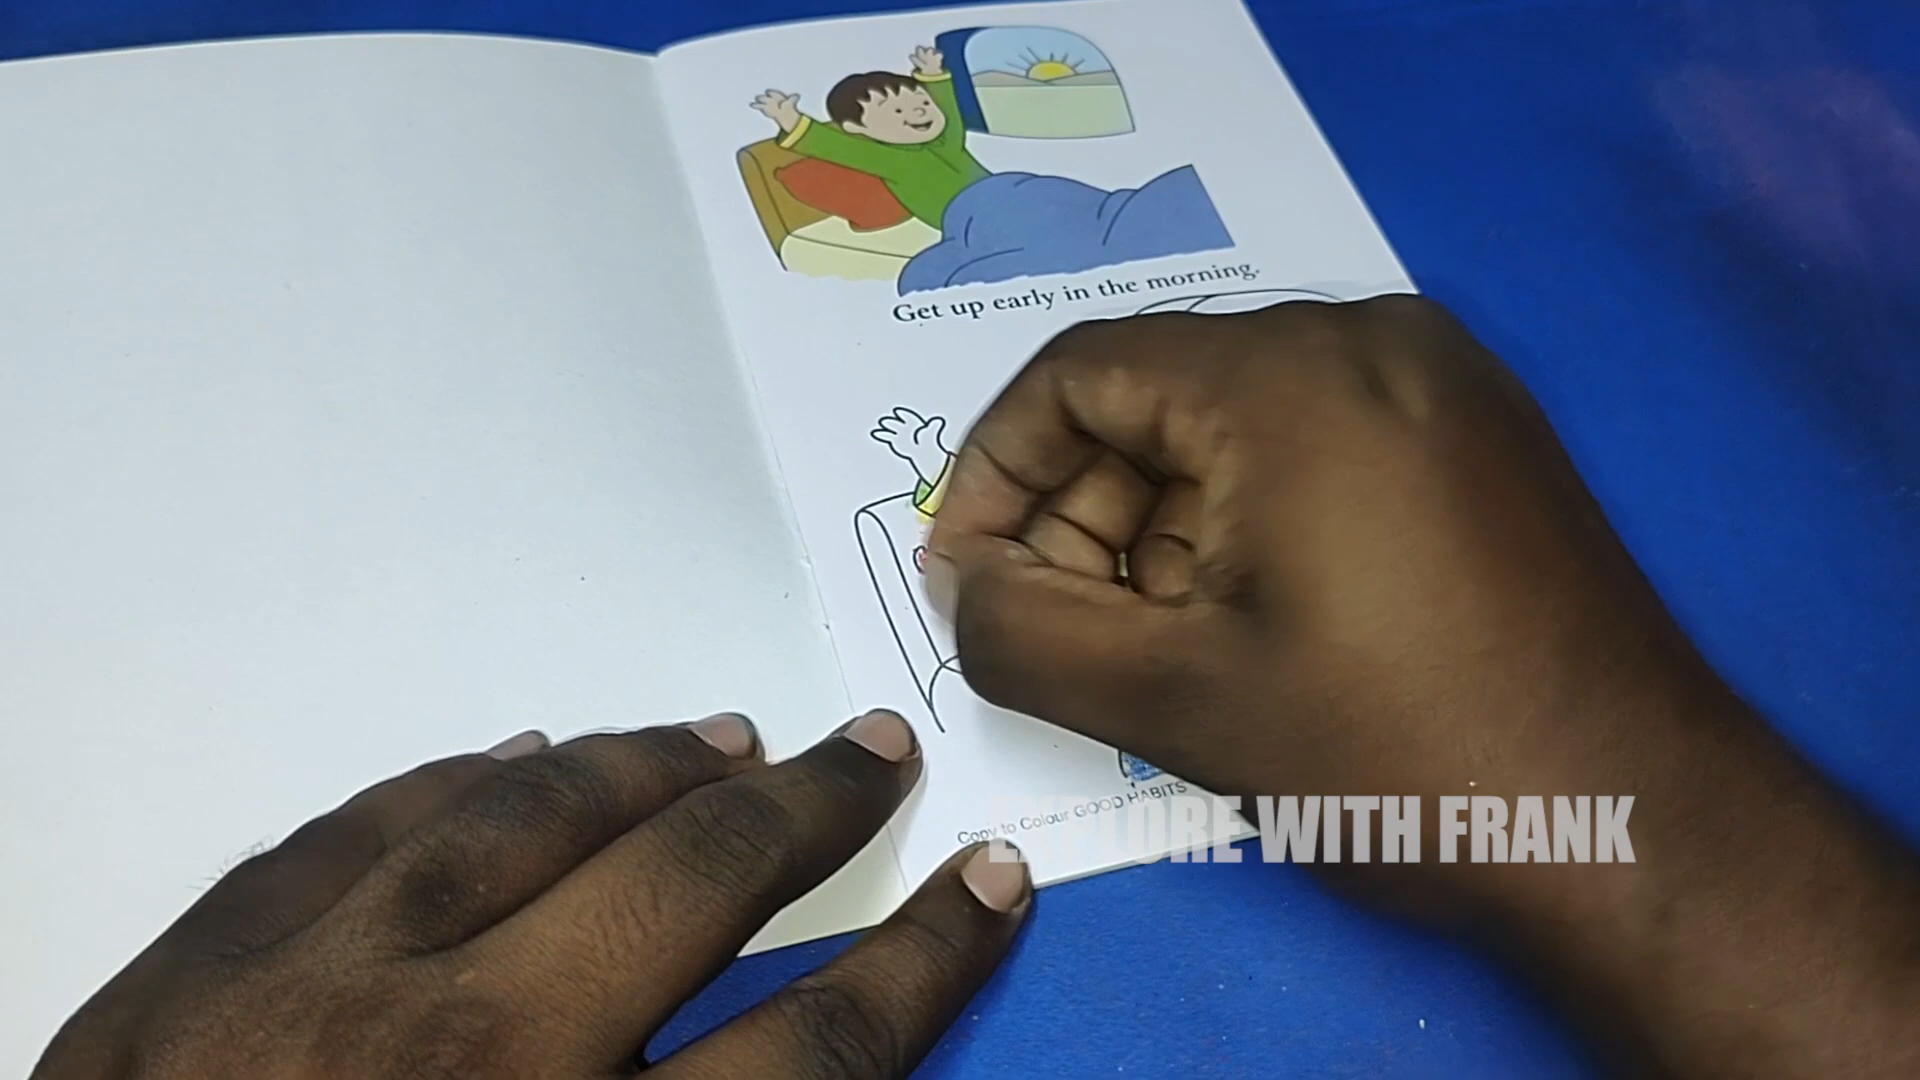 Get up early in the morning.
Copy to Colour GOOD HABITS
EXPLORE WITH FRANK